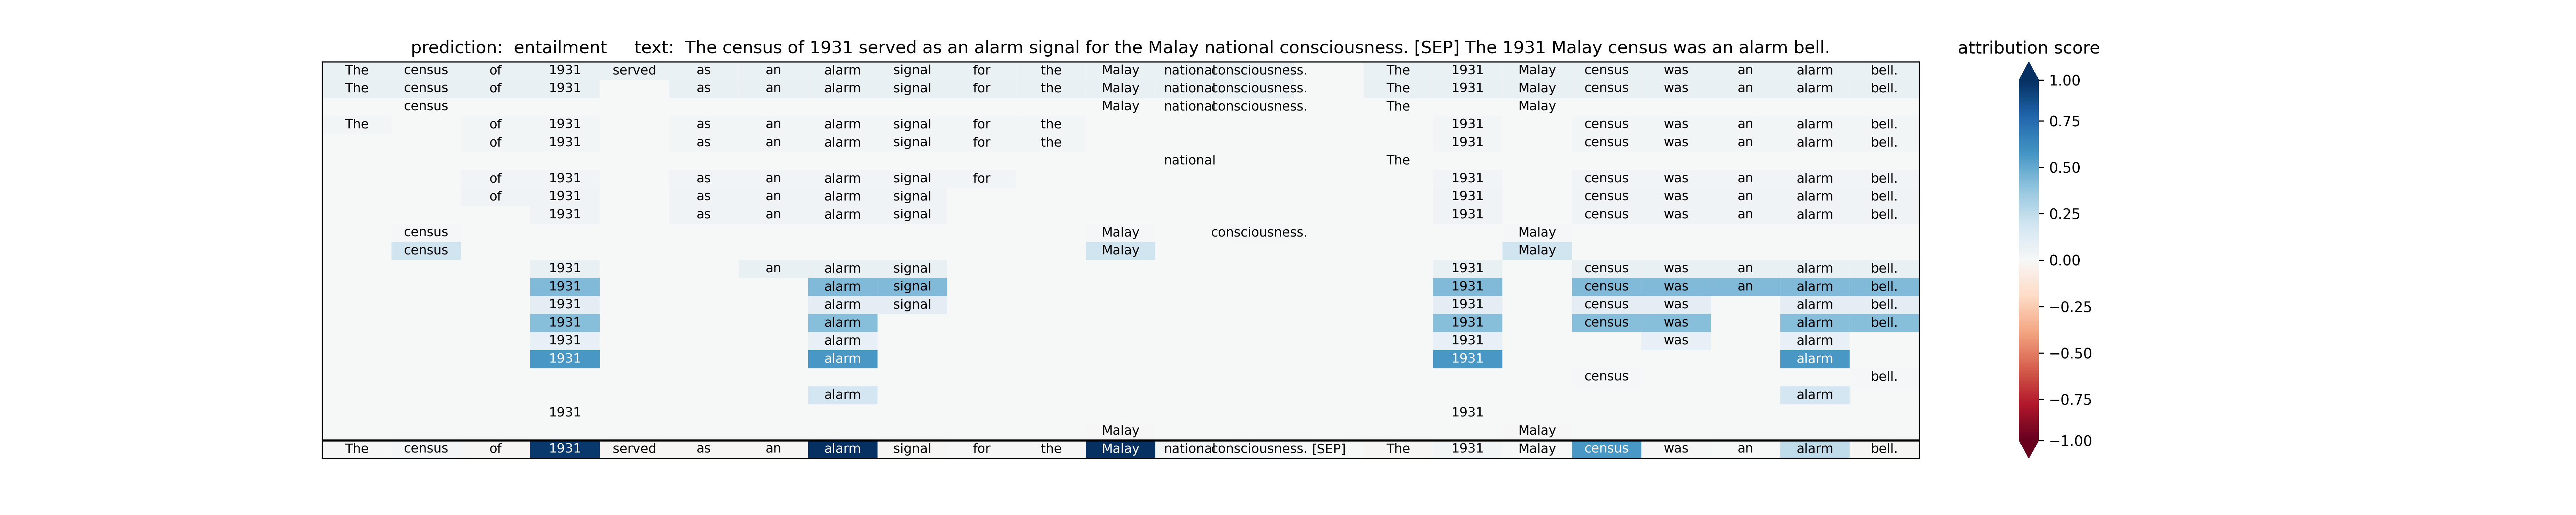 prediction:  entailment     text:  The census of 1931 served as an alarm signal for the Malay national consciousness. [SEP] The 1931 Malay census was an alarm bell.
attribution score
The census of 1931 served as an alarm signal for the Malay national consciousness. The 1931 Malay census was an alarm bell.
The census of 1931 as an alarm signal for the Malay national consciousness. The 1931 Malay census was an alarm bell.
census Malay national consciousness. The Malay
The of 1931 as an alarm signal for the 1931 census was an alarm bell.
of 1931 as an alarm signal for the 1931 census was an alarm bell.
national The
of 1931 as an alarm signal for 1931 census was an alarm bell.
of 1931 as an alarm signal 1931 census was an alarm bell.
1931 as an alarm signal 1931 census was an alarm bell.
census Malay consciousness. Malay
census Malay Malay
1931 an alarm signal 1931 census was an alarm bell.
1931 alarm signal 1931 census was an alarm bell.
1931 alarm signal 1931 census was alarm bell.
1931 alarm 1931 census was alarm bell.
1931 alarm 1931 was alarm
1931 alarm 1931 alarm
census bell.
alarm alarm
1931 1931
Malay Malay
The census of 1931 served as an alarm signal for the Malay national consciousness. [SEP] The 1931 Malay census was an alarm bell.
1.00
0.75
0.50
0.25
0.00
−0.25
−0.50
−0.75
−1.00